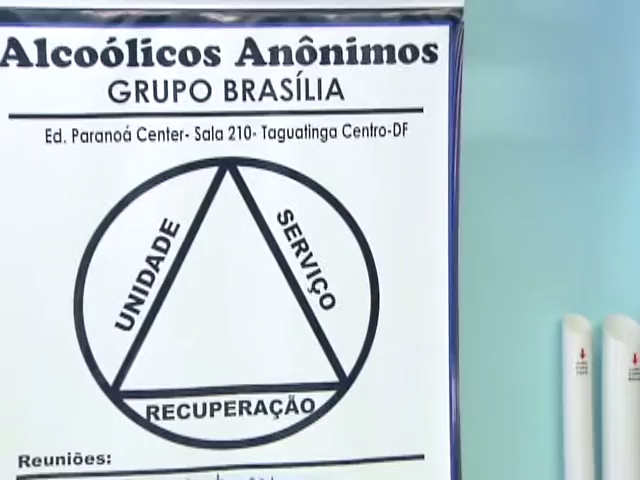 Alcoólicos Anônimos
GRUPO BRASÍLIA
Ed. Paranoá Center- Sala 210- Taguatinga Centro-DF
UNIDADE
SERVIÇO
RECUPERAÇÃO
Reuniões: